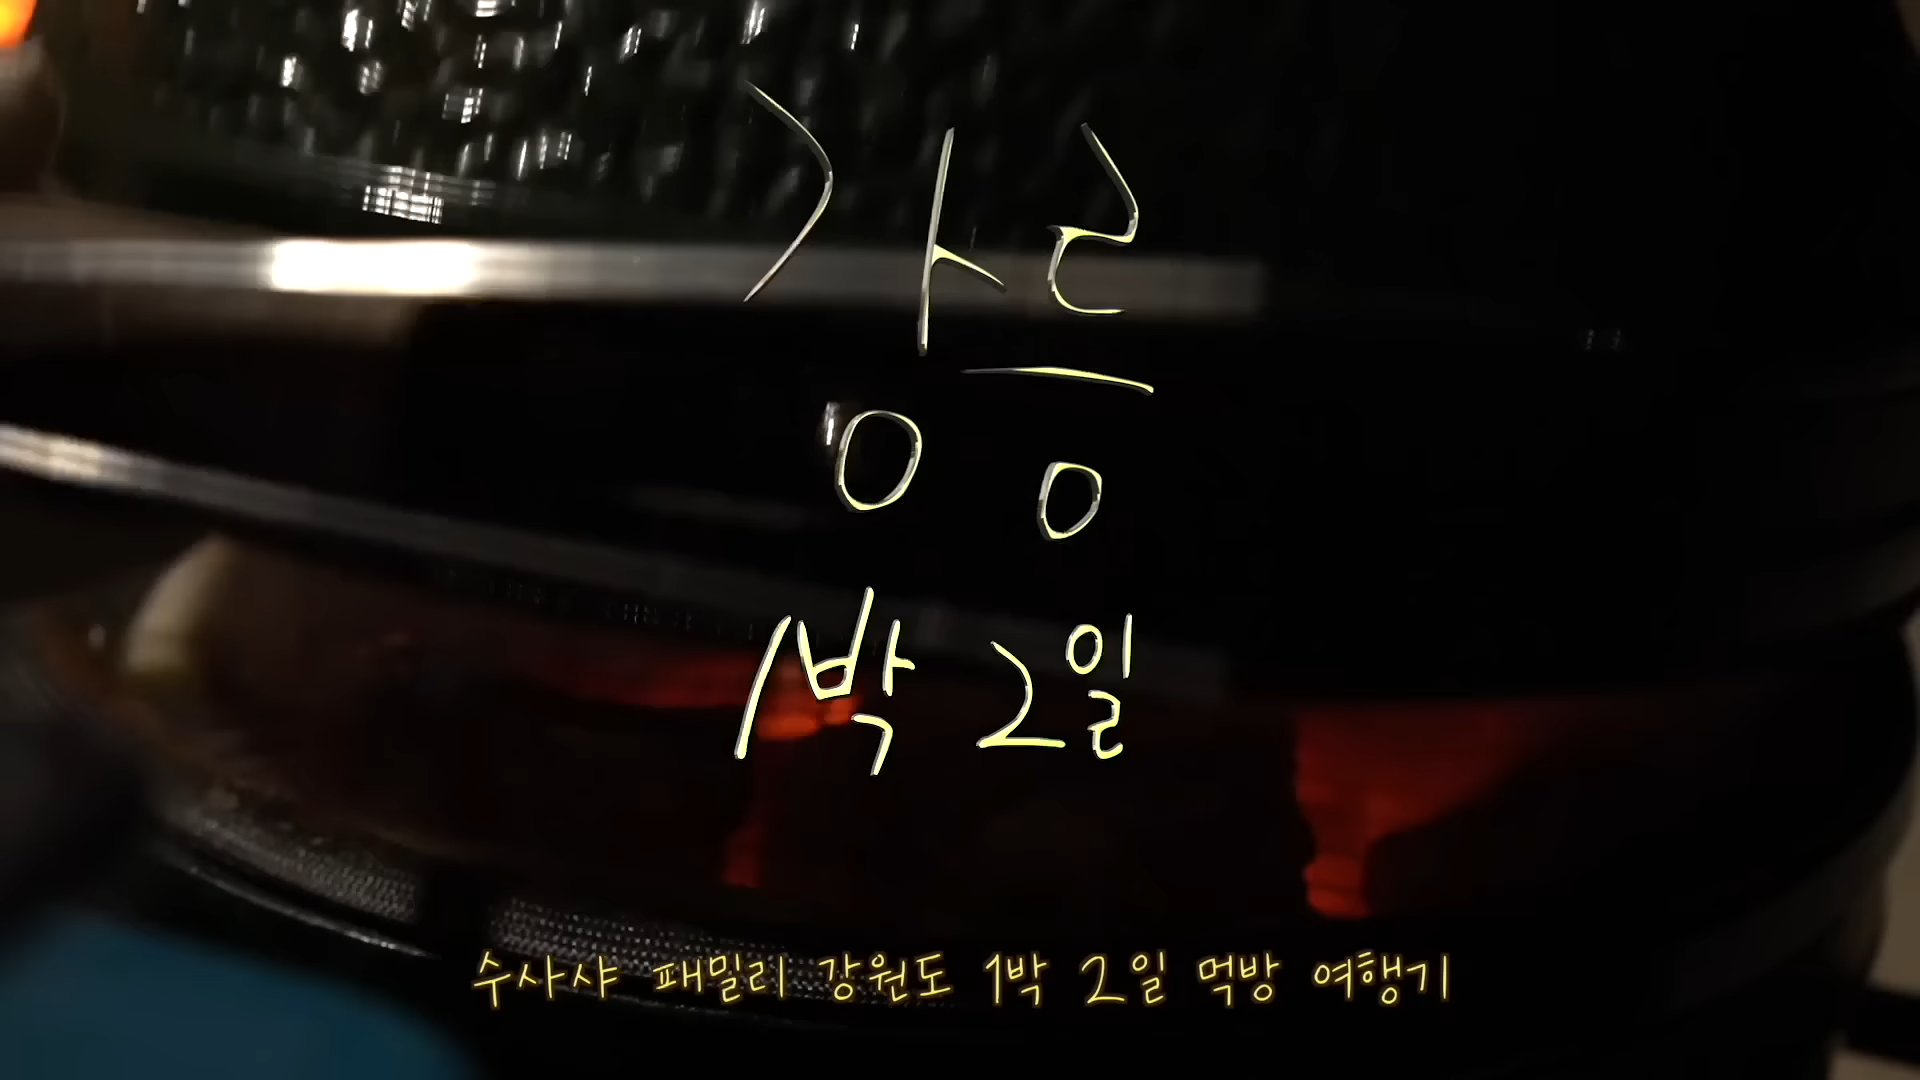 강릉
1박 2일
수사샤 패밀리 강원도 1박 2일 먹방 여행기